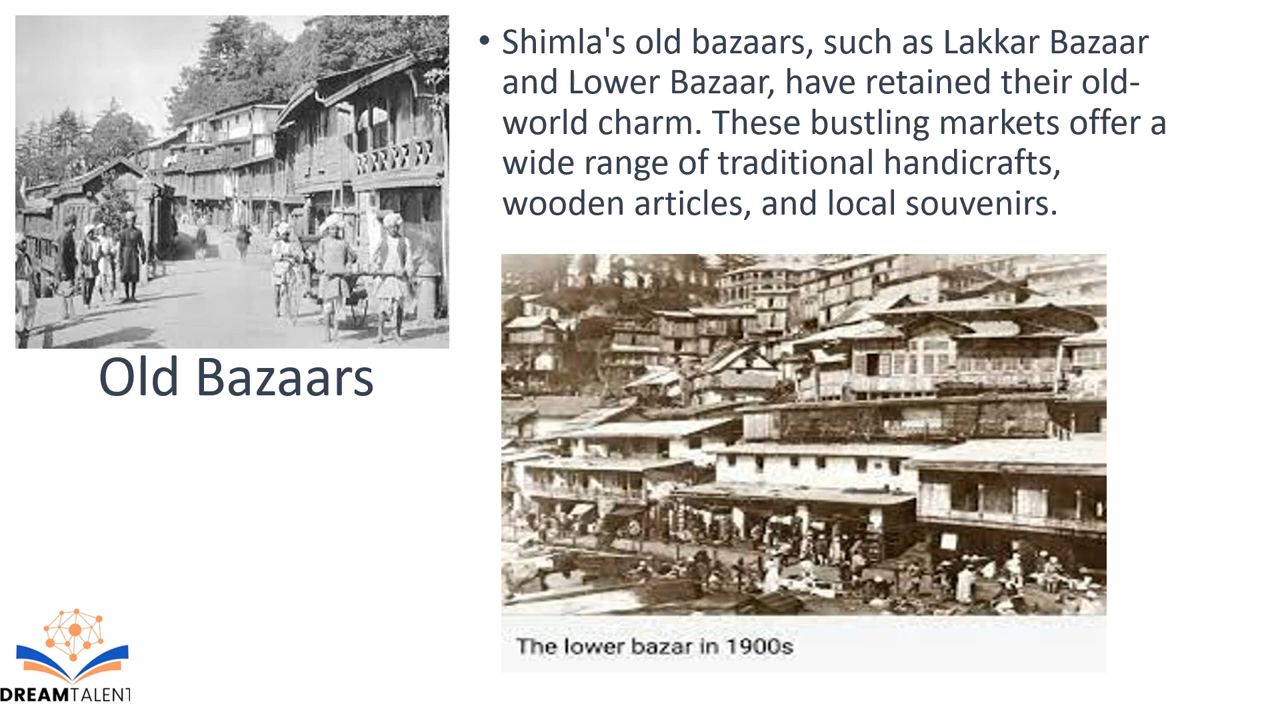 • Shimla's old bazaars, such as Lakkar Bazaar
and Lower Bazaar, have retained their old-
world charm. These bustling markets offer a
wide range of traditional handicrafts,
wooden articles, and local souvenirs.
Old Bazaars
The lower bazar in 1900s
DREAMTALENT